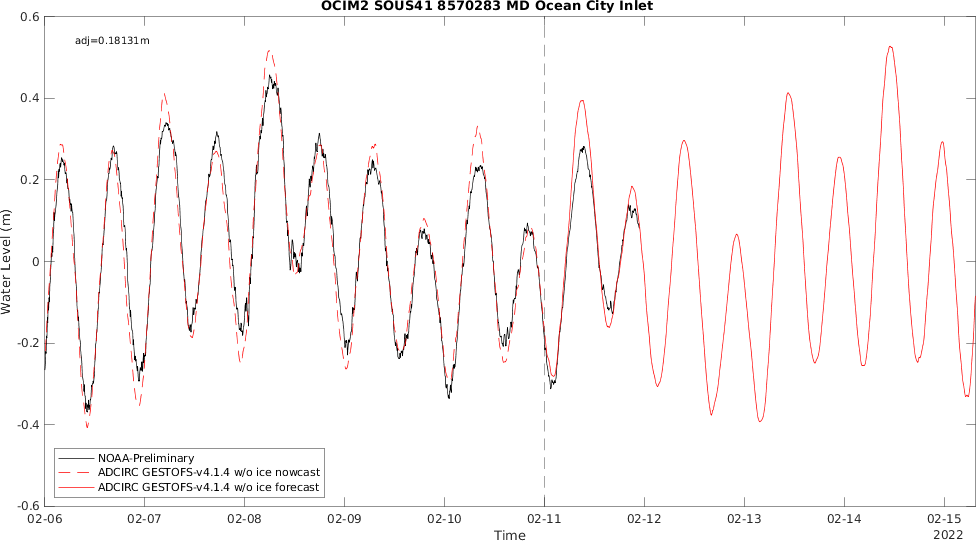 OCIM2 SOUS41 8570283 MD Ocean City Inlet
adj=0.18131m
0.6
0.4
0.2
0
-0.2
-0.4
-0.6
Water Level (m)
NOAA-Preliminary
ADCIRC GESTOFS-v4.1.4 w/o ice nowcast
ADCIRC GESTOFS-v4.1.4 w/o ice forecast
02-06 02-07 02-08 02-09 02-10 02-11 02-12 02-13 02-14 02-15
Time
2022